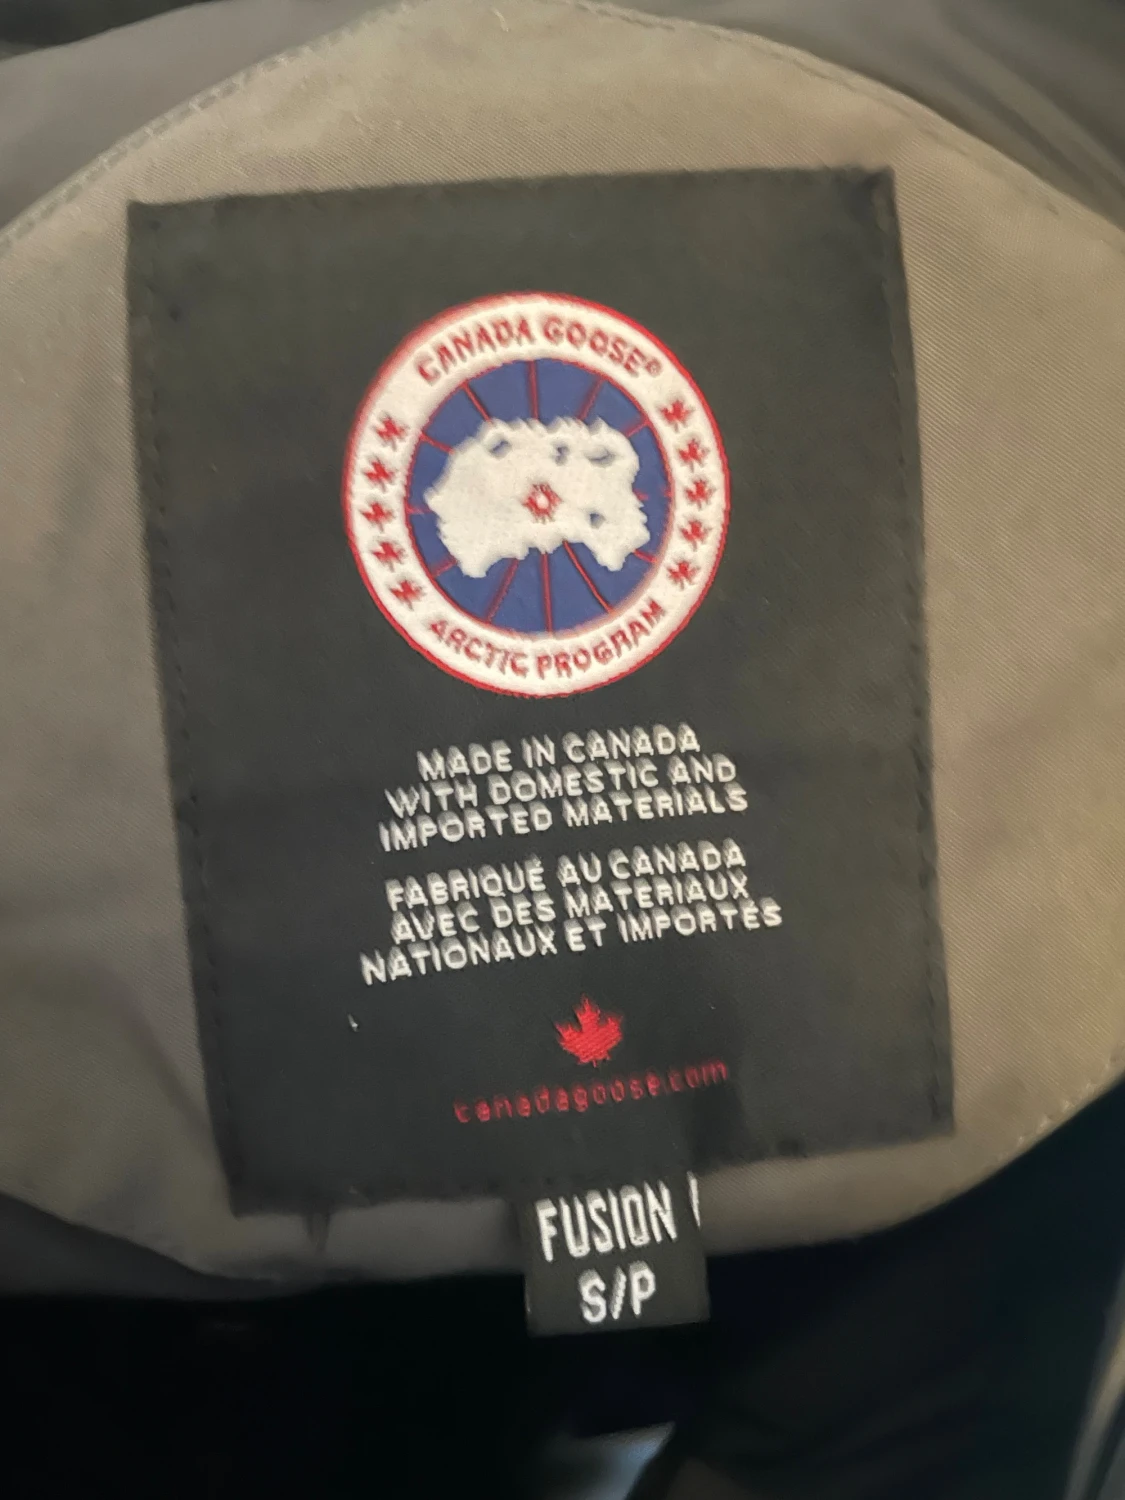 CANADA GOOSE®
ARCTIC PROGRAM
MADE IN CANADA
WITH DOMESTIC AND
IMPORTED MATERIALS
FABRIQUÉ AU CANADA
AVEC DES MATERIAUX
NATIONAUX ET IMPORTÉS
canadagoose.com
FUSION
S/P